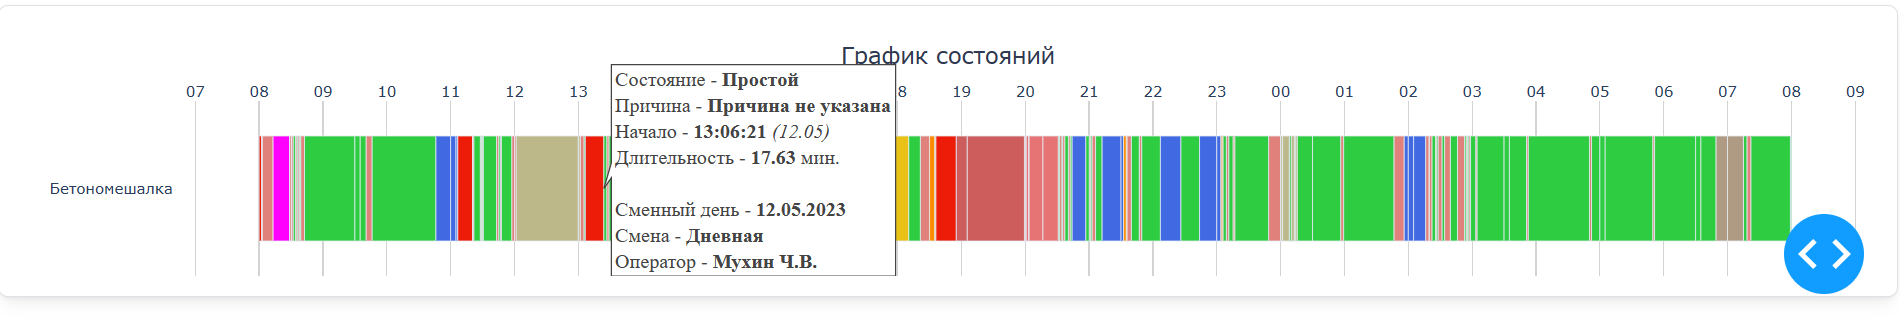 График состояний
07 08 09 10 11 12 13 8 19 20 21 22 23 00 01 02 03 04 05 06 07 08 09
Состояние - Простой
Причина - Причина не указана
Начало - 13:06:21 (12.05)
Длительность - 17.63 мин.
Бетономешалка
Сменный день - 12.05.2023
Смена - Дневная
Оператор - Мухин Ч.В.